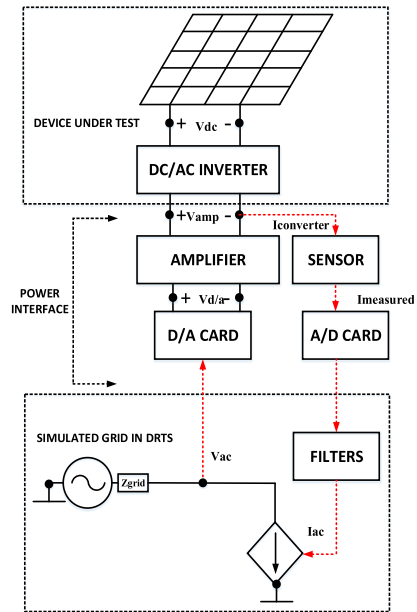 DEVICE UNDER TEST
+ Vdc -
DC/AC INVERTER
+Vamp -
Iconverter
AMPLIFIER
SENSOR
POWER
INTERFACE
+ Vd/a-
Imeasured
D/A CARD
A/D CARD
SIMULATED GRID IN DRTS
Vac
FILTERS
Zgrid
Iac